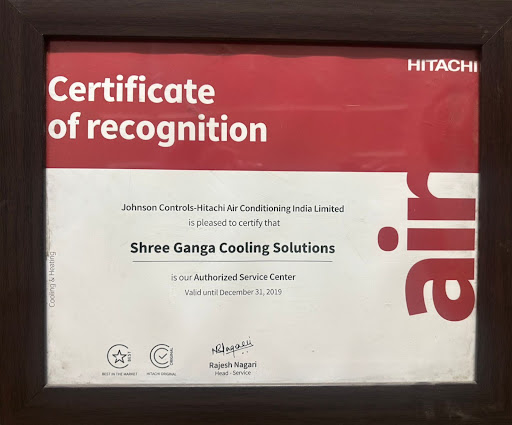 HITACHI
Certificate
of recognition
air
Johnson Controls-Hitachi Air Conditioning India Limited
is pleased to certify that
Shree Ganga Cooling Solutions
is our Authorized Service Center
Valid until December 31, 2019
Cooling & Heating
BEST
ORIGINAL
BEST IN THE MARKET
HITACHI ORIGINAL
Rajesh Nagari
Head - Service